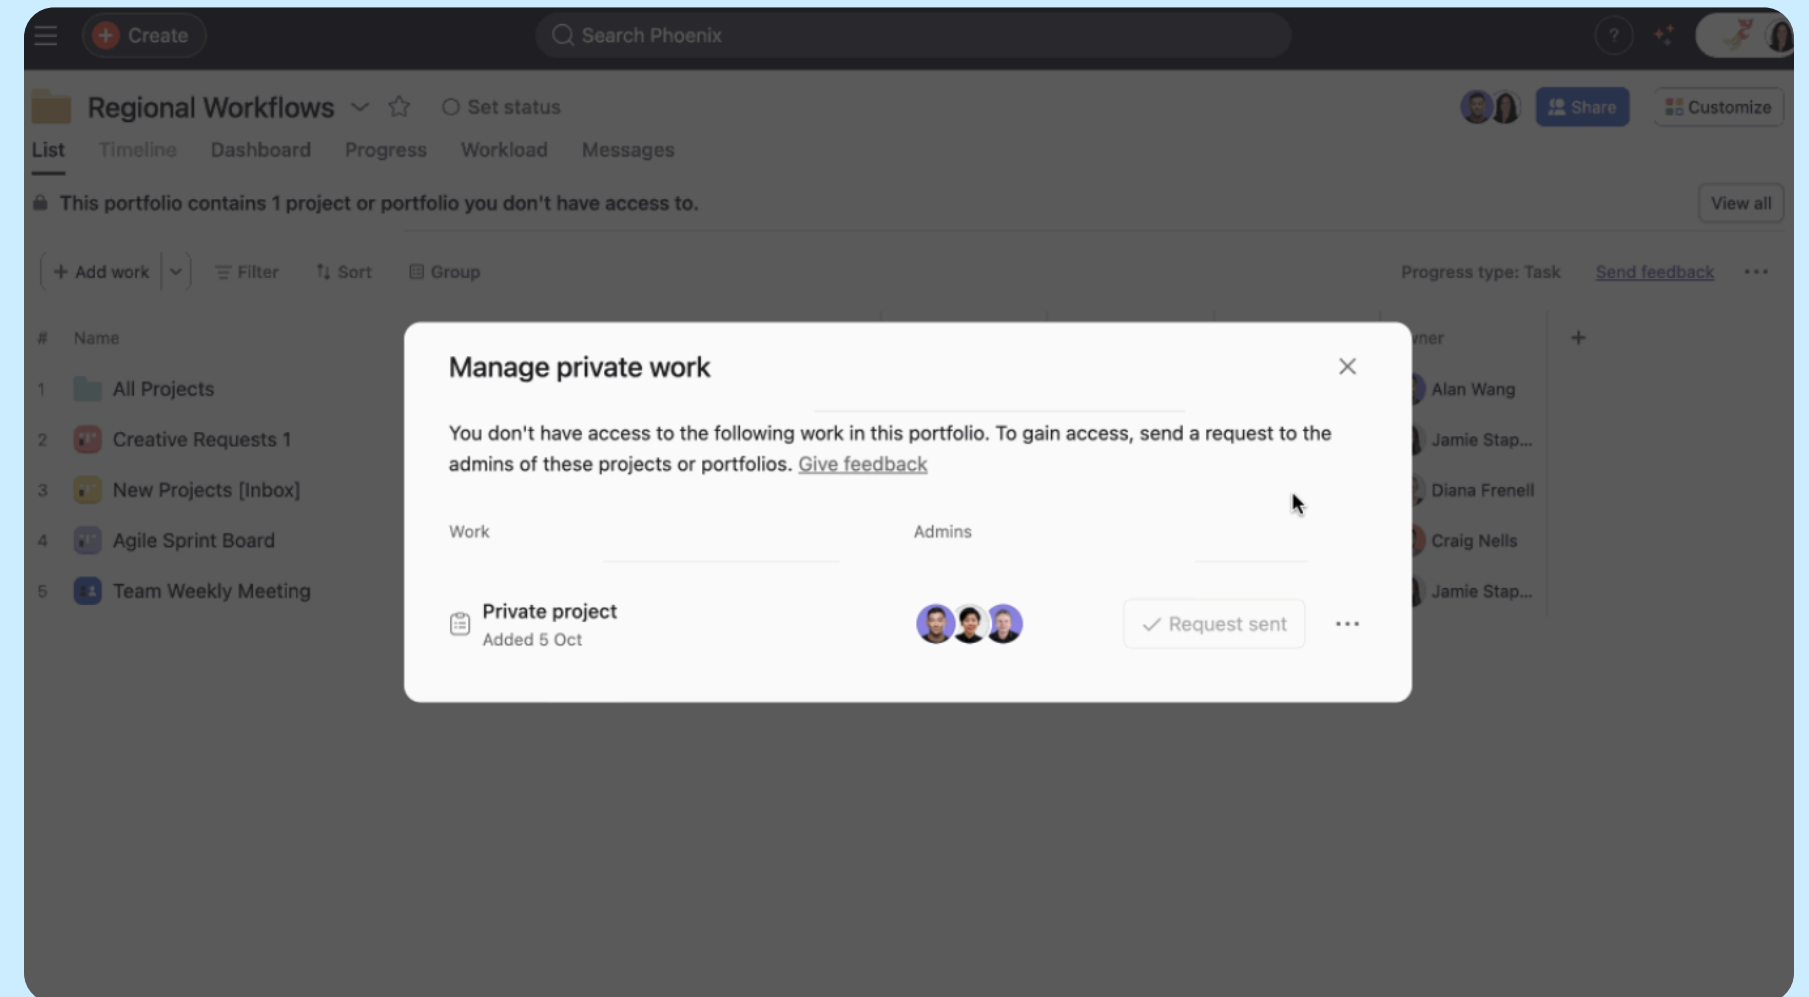 Create
Search Phoenix
?
Regional Workflows
Set status
Share
Customize
List Timeline Dashboard Progress Workload Messages
This portfolio contains 1 project or portfolio you don't have access to.
View all
+ Add work
Filter
Sort
Group
Progress type: Task
Send feedback
# Name
1 All Projects
Alan Wang
2 Creative Requests 1
Jamie Stap...
3 New Projects [Inbox]
Diana Frenell
4 Agile Sprint Board
Craig Nells
5 Team Weekly Meeting
Jamie Stap...
Manage private work
You don't have access to the following work in this portfolio. To gain access, send a request to the
admins of these projects or portfolios. Give feedback
Work
Admins
Private project
Added 5 Oct
Request sent